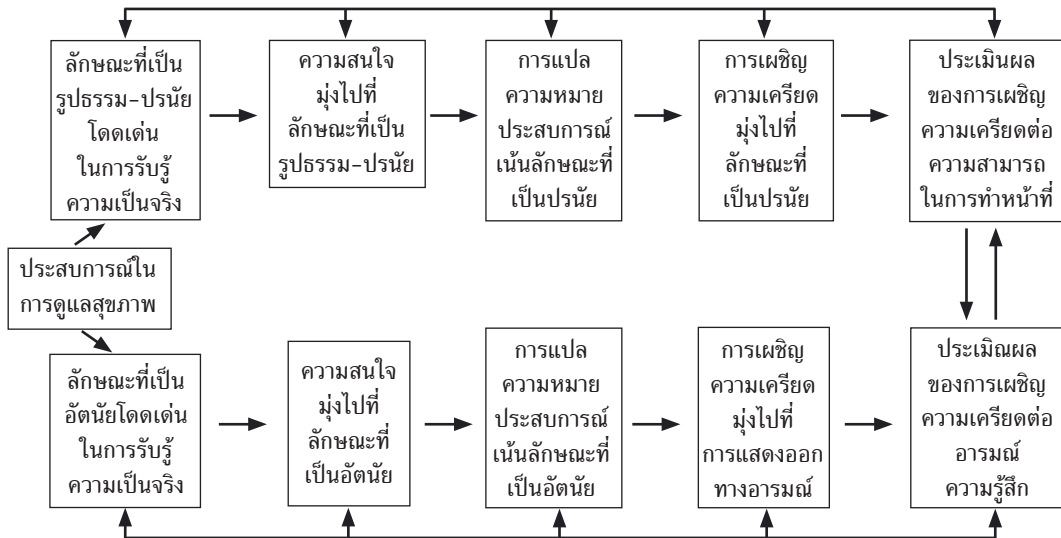 ลักษณะที่เป็น
รูปธรรม-ปรนัย
โดดเด่น
ในการรับรู้
ความเป็นจริง
ความสนใจ
มุ่งไปที่
ลักษณะที่เป็น
รูปธรรม-ปรนัย
การแปล
ความหมาย
ประสบการณ์
เน้นลักษณะที่
เป็นปรนัย
การเผชิญ
ความเครียด
มุ่งไปที่
ลักษณะที่
เป็นปรนัย
ประเมินผล
ของการเผชิญ
ความเครียดต่อ
ความสามารถ
ในการทำหน้าที่
ประสบการณ์ใน
การดูแลสุขภาพ
ลักษณะที่เป็น
อัตนัยโดดเด่น
ในการรับรู้
ความเป็นจริง
ความสนใจ
มุ่งไปที่
ลักษณะที่
เป็นอัตนัย
การแปล
ความหมาย
ประสบการณ์
เน้นลักษณะที่
เป็นอัตนัย
การเผชิญ
ความเครียด
มุ่งไปที่
การแสดงออก
ทางอารมณ์
ประเมิณผล
ของการเผชิญ
ความเครียดต่อ
อารมณ์
ความรู้สึก